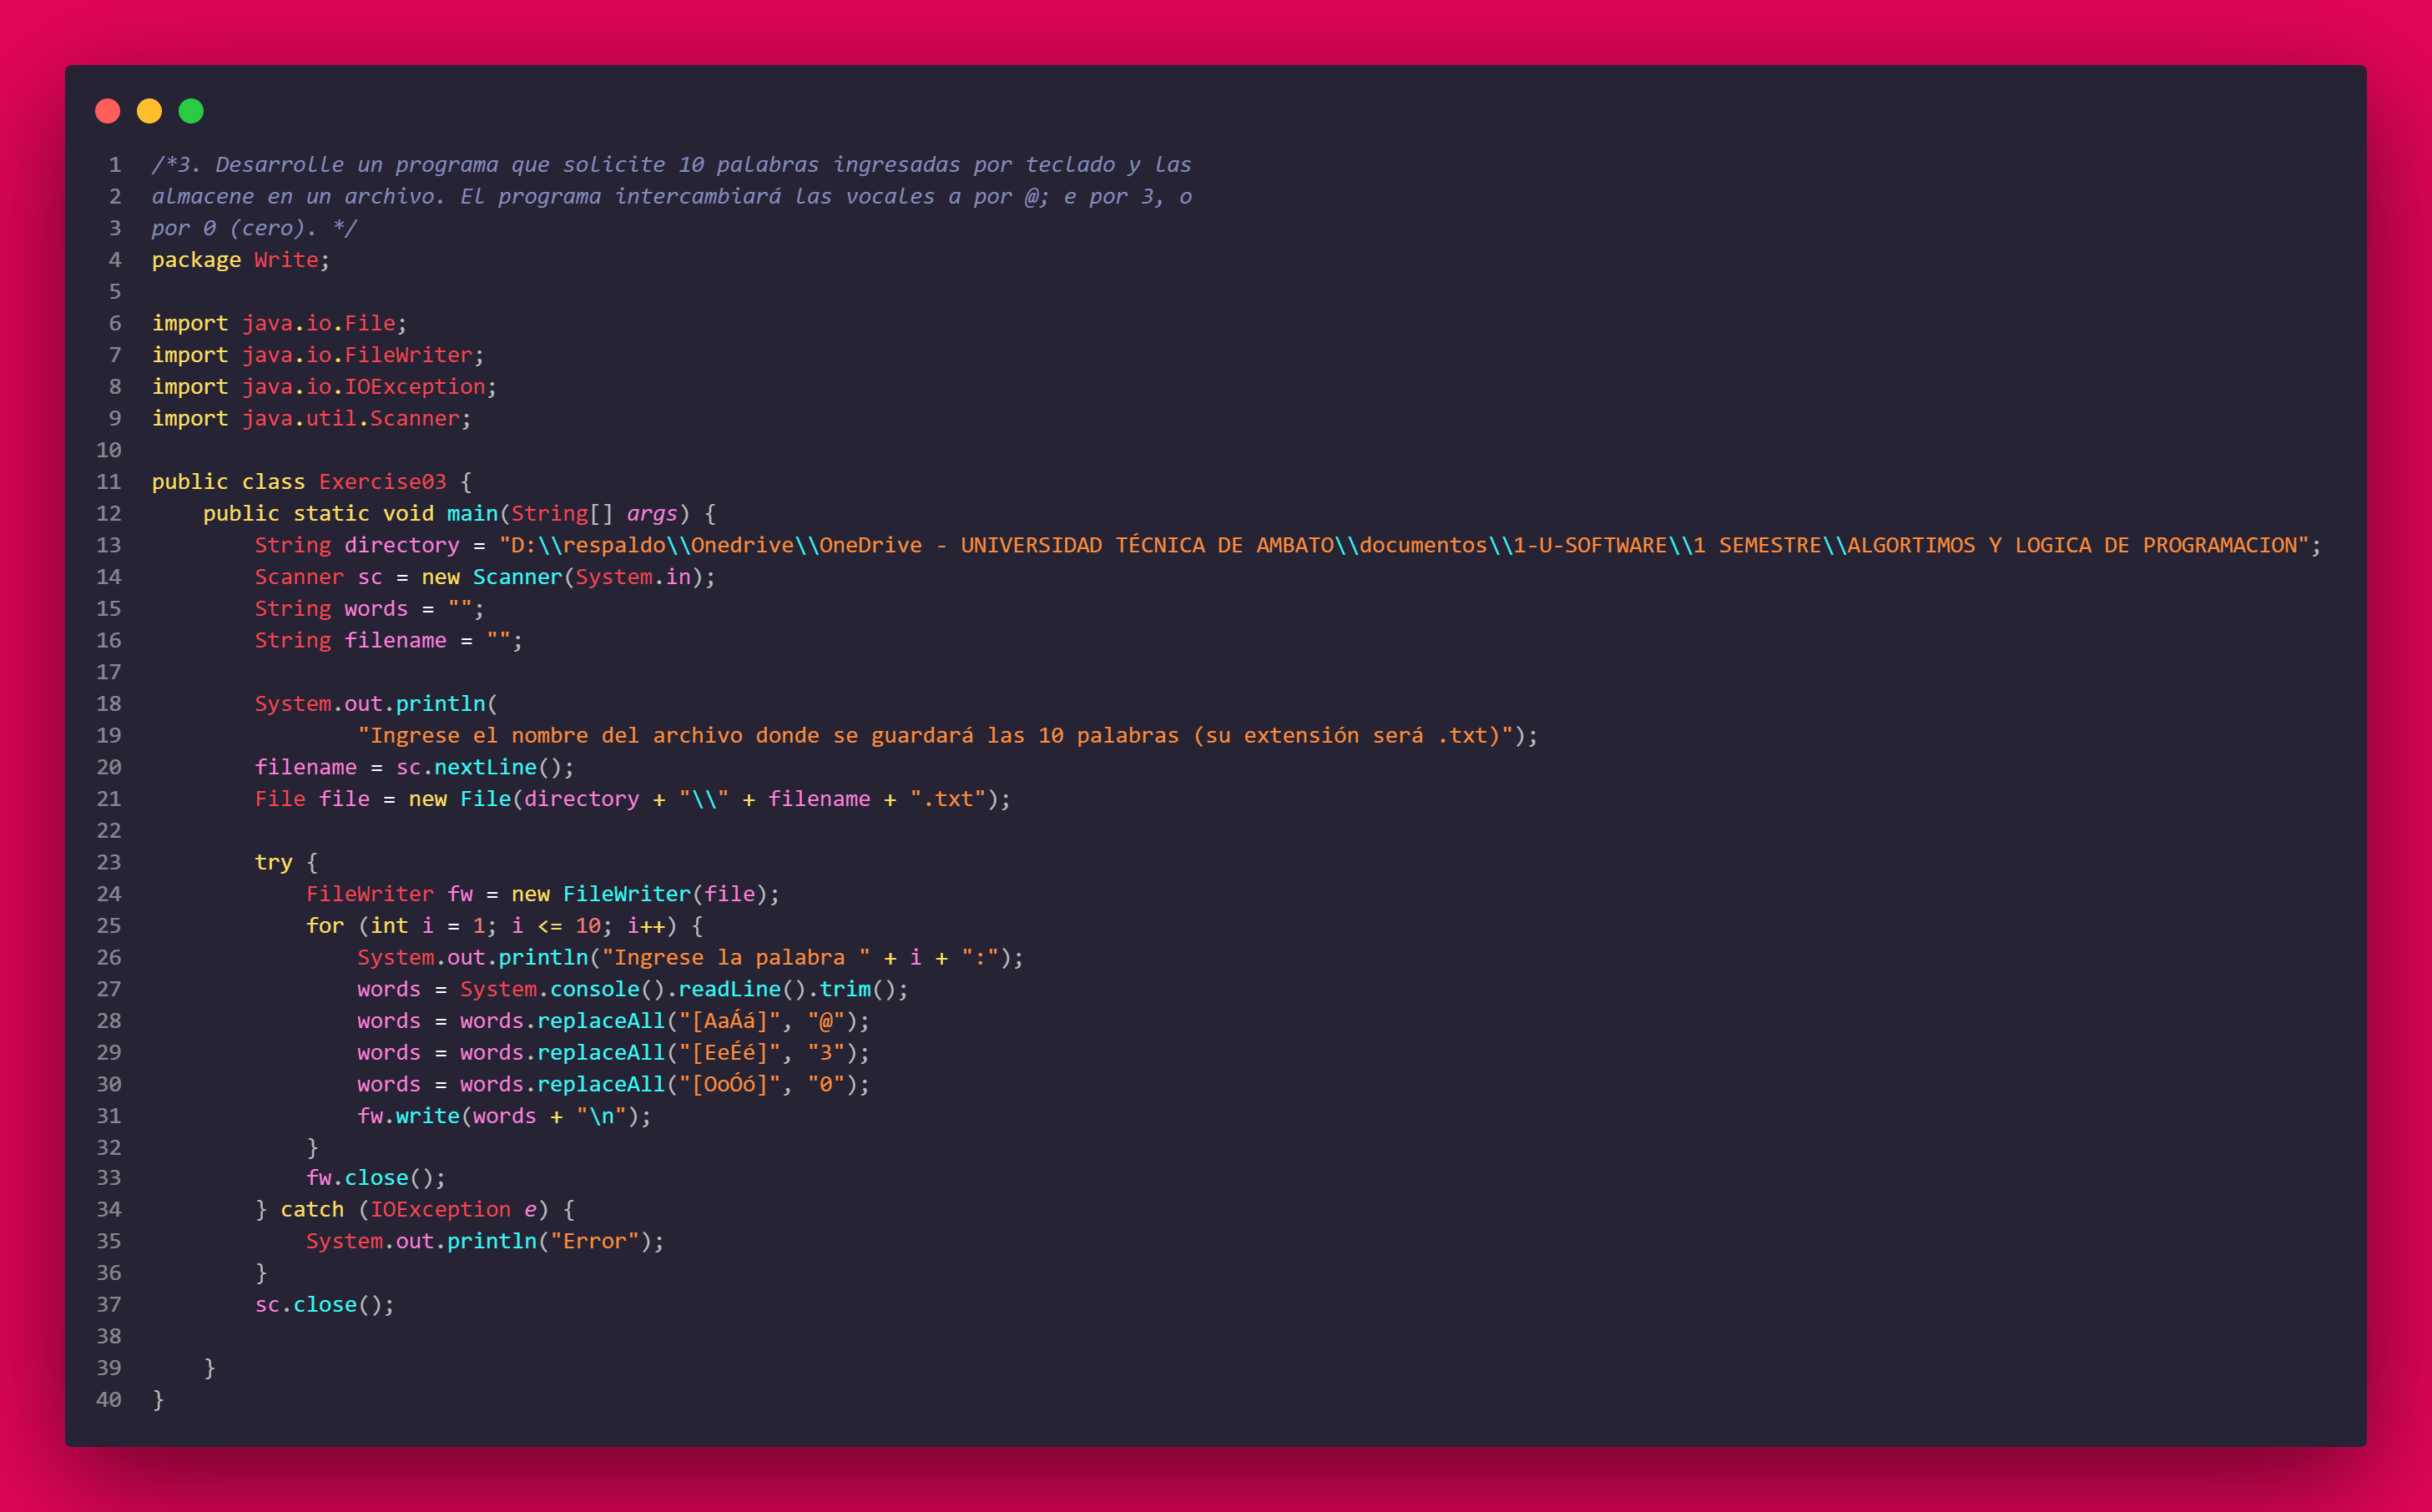 1 /*3. Desarrolle un programa que solicite 10 palabras ingresadas por teclado y las
2 almacene en un archivo. El programa intercambiará las vocales a por @; e por 3, o
3 por 0 (cero). */
4 package Write;
5
6 import java.io.File;
7 import java.io.FileWriter;
8 import java.io.IOException;
9 import java.util.Scanner;
10
11 public class Exercise03 {
12     public static void main(String[] args) {
13         String directory = "D:\\respaldo\\Onedrive\\OneDrive - UNIVERSIDAD TÉCNICA DE AMBATO\\documentos\\1-U-SOFTWARE\\1 SEMESTRE\\ALGORTIMOS Y LOGICA DE PROGRAMACION";
14         Scanner sc = new Scanner(System.in);
15         String words = "";
16         String filename = "";
17
18         System.out.println(
19                 "Ingrese el nombre del archivo donde se guardará las 10 palabras (su extensión será .txt)");
20         filename = sc.nextLine();
21         File file = new File(directory + "\\" + filename + ".txt");
22
23         try {
24             FileWriter fw = new FileWriter(file);
25             for (int i = 1; i <= 10; i++) {
26                 System.out.println("Ingrese la palabra " + i + ":");
27                 words = System.console().readLine().trim();
28                 words = words.replaceAll("[AaÁá]", "@");
29                 words = words.replaceAll("[EeÉé]", "3");
30                 words = words.replaceAll("[OoÓó]", "0");
31                 fw.write(words + "\n");
32             }
33             fw.close();
34         } catch (IOException e) {
35             System.out.println("Error");
36         }
37         sc.close();
38
39     }
40 }